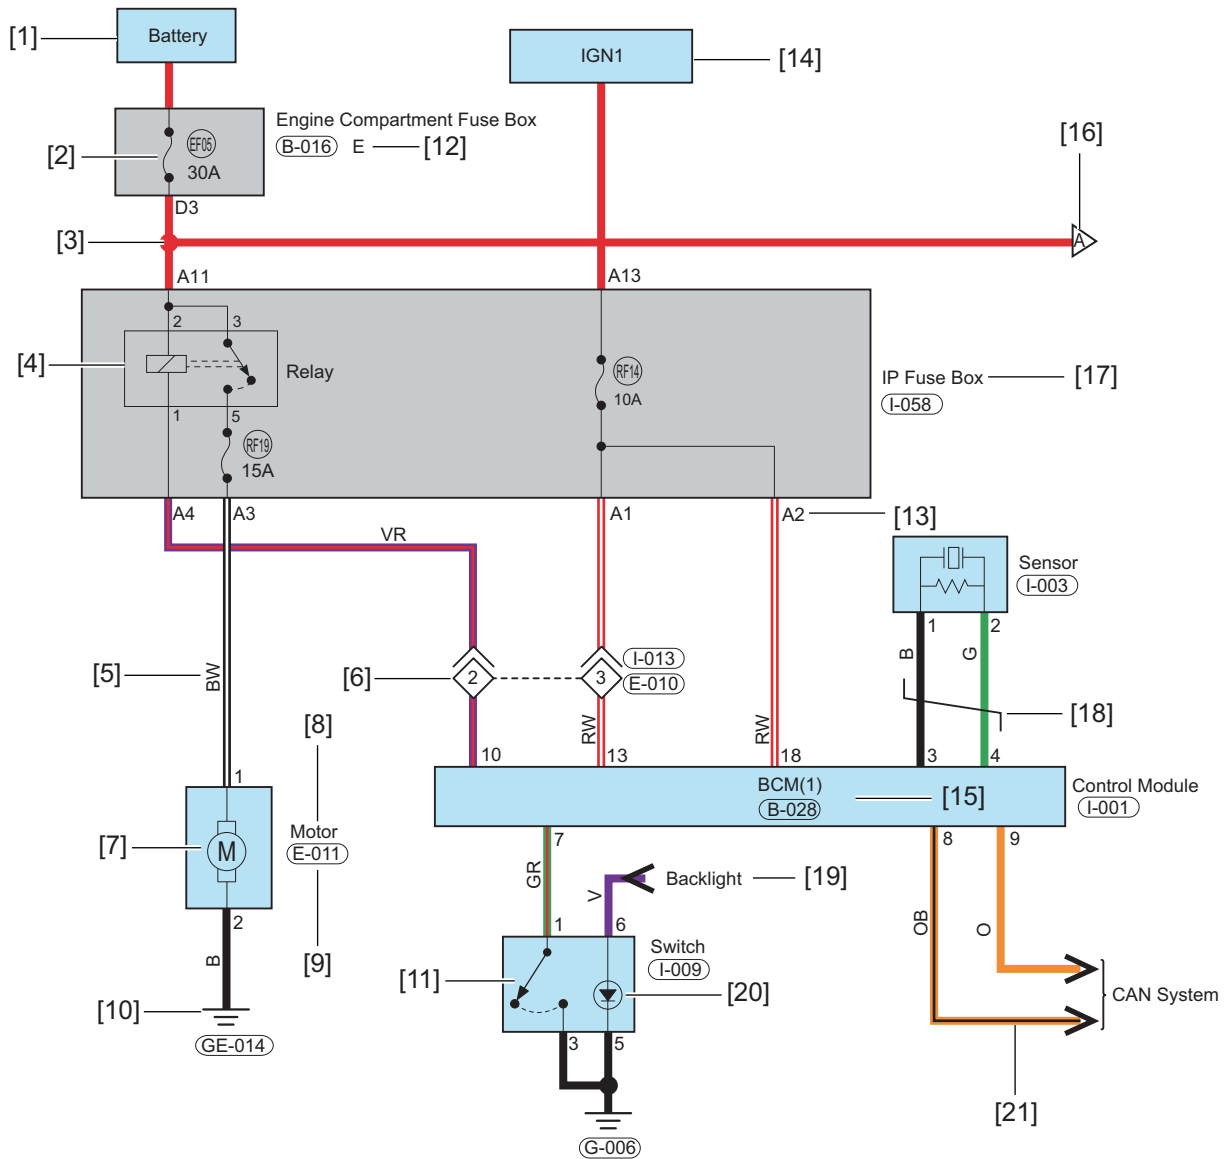 [1]
Battery
IGN1
[14]
[2]
EF05
30A
Engine Compartment Fuse Box
B-016 E
[12]
[16]
D3
[3]
A
A11
A13
2
3
[4]
Relay
RF14
10A
IP Fuse Box
[17]
I-058
1
5
RF19
15A
A4
A3
A1
A2
[13]
VR
Sensor
I-003
1
2
B
G
[5]
BW
[6]
2
3
I-013
E-010
[18]
[8]
RW
RW
10
13
18
3
4
1
BCM(1)
B-028
[15]
Control Module
I-001
[7]
M
Motor
E-011
7
8
9
GR
V
Backlight
[19]
2
B
[9]
1
6
OB
O
Switch
I-009
[11]
[20]
CAN System
[10]
GE-014
3
5
[21]
G-006